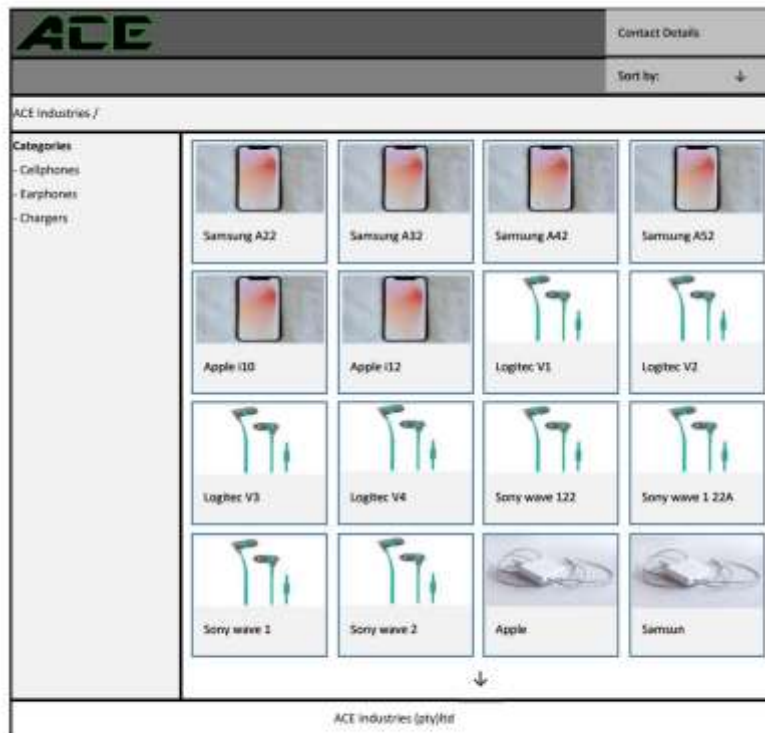 ACE
Contact Details
Sort by:
ACE Industries /
Categories
- Cellphones
- Earphones
- Chargers
Samsung A22
Samsung A32
Samsung A42
Samsung A52
Apple i10
Apple i12
Logitec V1
Logitec V2
Logitec V3
Logitec V4
Sony wave 122
Sony wave 1 22A
Sony wave 1
Sony wave 2
Apple
Samsun
ACE Industries (pty)ltd